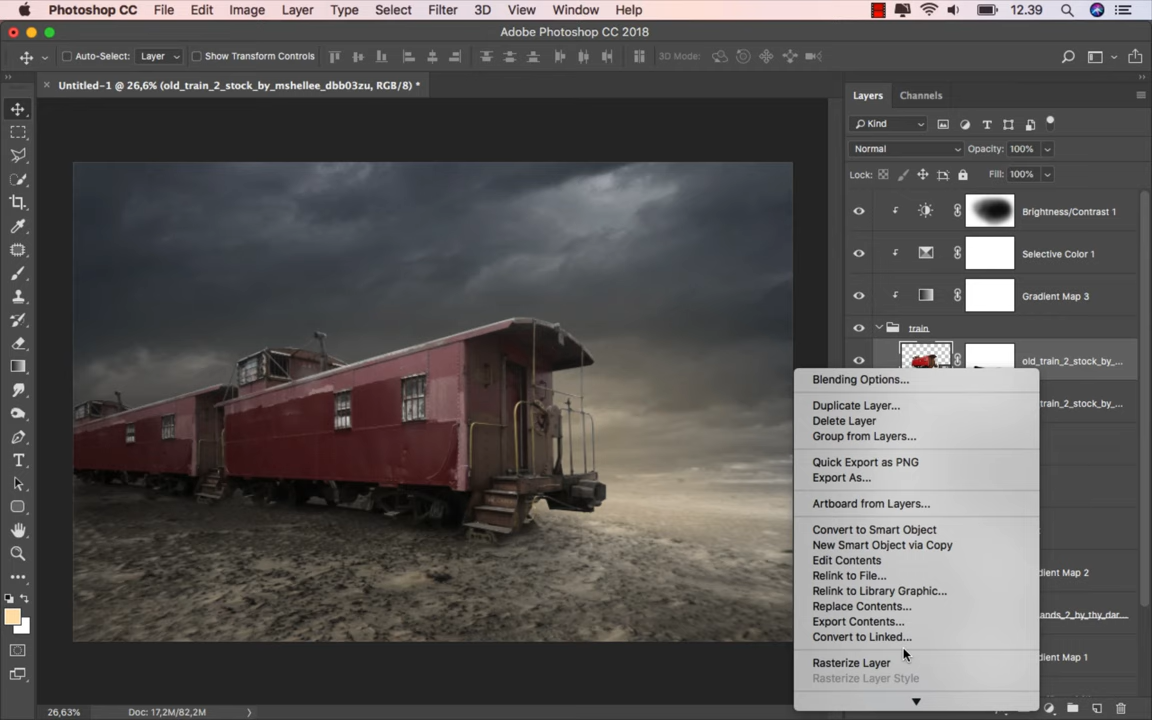 Photoshop CC File Edit Image Layer Type Select Filter 3D View Window Help 12.39
Adobe Photoshop CC 2018
Auto-Select: Layer Show Transform Controls 3D Mode:
Untitled-1 @ 26,6% (old_train_2_stock_by_mshellee_dbb03zu, RGB/8) *
Layers Channels
Kind
Normal Opacity: 100%
Lock: Fill: 100%
Brightness/Contrast 1
Selective Color 1
Gradient Map 3
train
old_train_2_stock_by_...
train_2_stock_by_...
Blending Options...
Duplicate Layer...
Delete Layer
Group from Layers...
Quick Export as PNG
Export As...
Artboard from Layers...
Convert to Smart Object
New Smart Object via Copy
Edit Contents
Relink to File...
Relink to Library Graphic...
Replace Contents...
Export Contents...
Convert to Linked...
Rasterize Layer
Rasterize Layer Style
dient Map 2
ands_2_by_thy_dar...
dient Map 1
26,63% Doc: 17,2M/82,2M